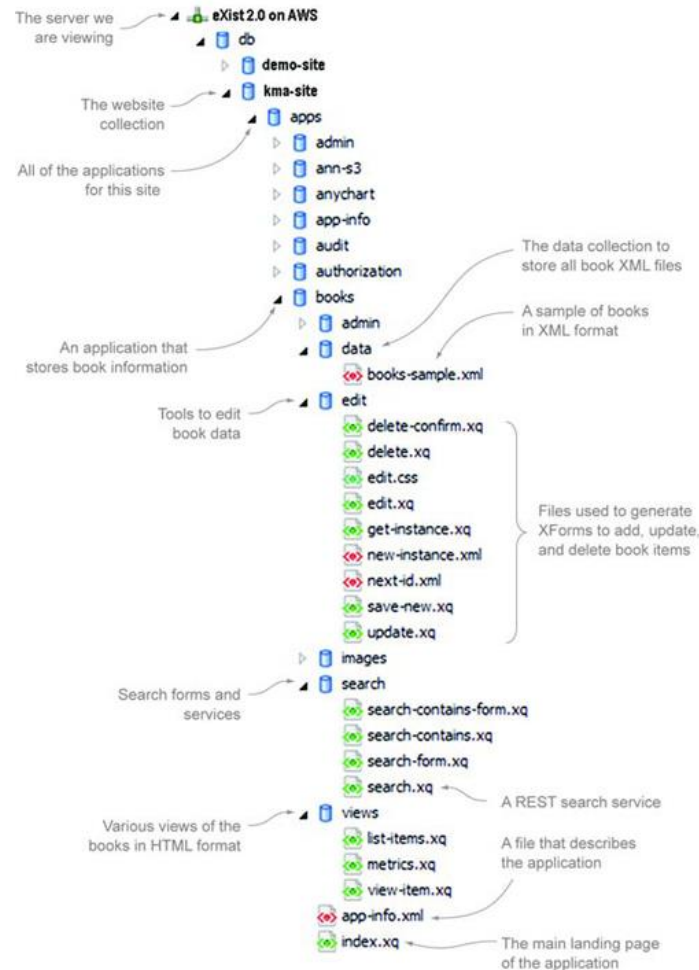 The server we
are viewing
eXist 2.0 on AWS
db
demo-site
The website
collection
kma-site
apps
All of the applications
for this site
admin
ann-s3
anychart
app-info
audit
authorization
The data collection to
store all book XML files
books
An application that
stores book information
admin
A sample of books
in XML format
data
books-sample.xml
Tools to edit
book data
edit
delete-confirm.xq
delete.xq
edit.css
edit.xq
get-instance.xq
new-instance.xml
next-id.xml
save-new.xq
update.xq
Files used to generate
XForms to add, update,
and delete book items
images
Search forms and
services
search
search-contains-form.xq
search-contains.xq
search-form.xq
search.xq
A REST search service
Various views of the
books in HTML format
views
list-items.xq
metrics.xq
view-item.xq
A file that describes
the application
app-info.xml
index.xq
The main landing page
of the application